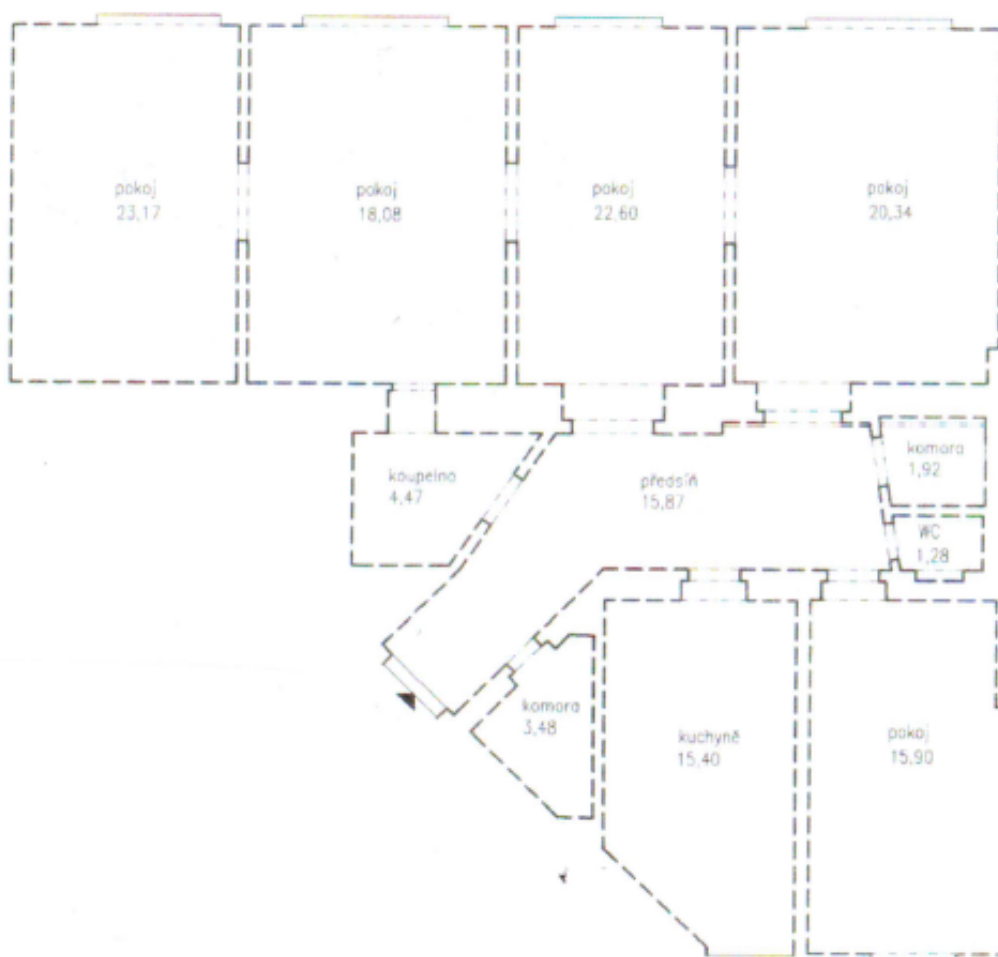 pokoj
23,17
pokoj
18,08
pokoj
22,60
pokoj
20,34
koupelna
4,47
předsíň
15,87
komora
1,92
WC
1,28
komora
3,48
kuchyně
15,40
pokoj
15,90